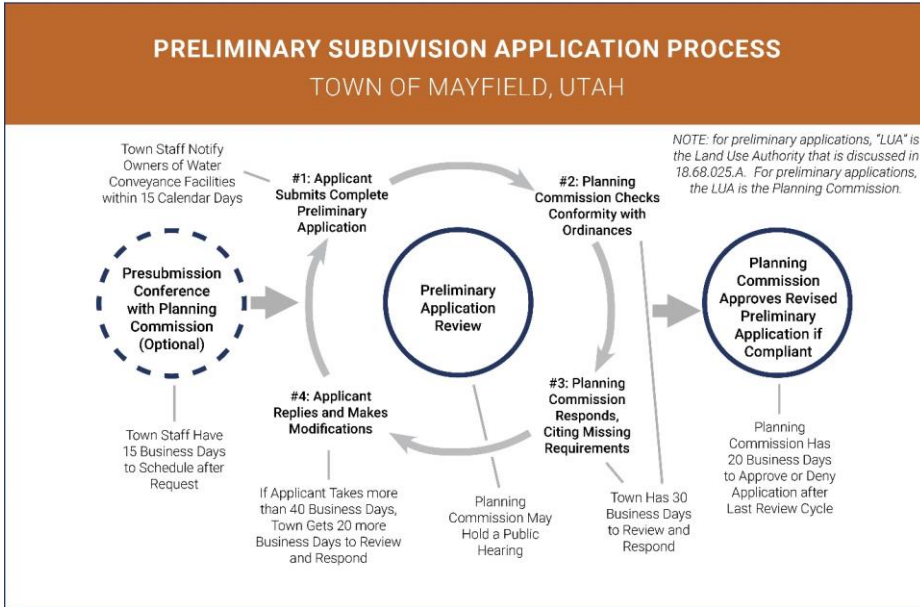 PRELIMINARY SUBDIVISION APPLICATION PROCESS
TOWN OF MAYFIELD, UTAH
Town Staff Notify
Owners of Water
Conveyance Facilities
within 15 Calendar Days
#1: Applicant
Submits Complete
Preliminary
Application
#2: Planning
Commission Checks
Conformity with
Ordinances
NOTE: for preliminary applications, "LUA" is
the Land Use Authority that is discussed in
18.68.025.A. For preliminary applications,
the LUA is the Planning Commission.
Presubmission
Conference
with Planning
Commission
(Optional)
Preliminary
Application
Review
Planning
Commission
Approves Revised
Preliminary
Application if
Compliant
#4: Applicant
Replies and Makes
Modifications
#3: Planning
Commission
Responds,
Citing Missing
Requirements
Town Staff Have
15 Business Days
to Schedule after
Request
If Applicant Takes more
than 40 Business Days,
Town Gets 20 more
Business Days to Review
and Respond
Planning
Commission May
Hold a Public
Hearing
Town Has 30
Business Days
to Review and
Respond
Planning
Commission Has
20 Business Days
to Approve or Deny
Application after
Last Review Cycle